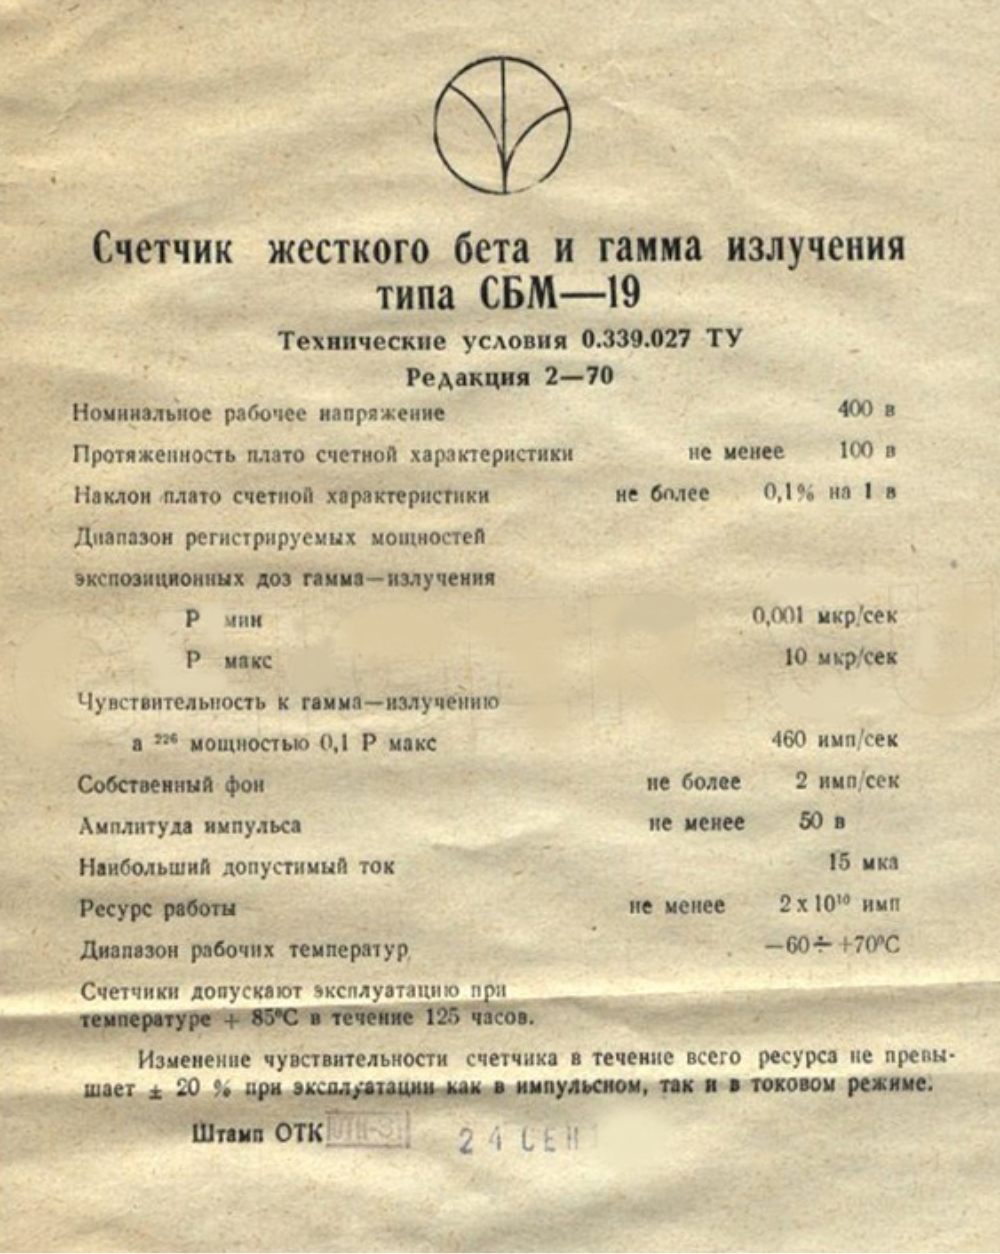 Счетчик жесткого бета и гамма излучения
типа СБМ—19
Технические условия 0.339.027 ТУ
Редакция 2—70
Номинальное рабочее напряжение 400 в
Протяженность плато счетной характеристики не менее 100 в
Наклон плато счетной характеристики не более 0,1% на 1 в
Диапазон регистрируемых мощностей
экспозиционных доз гамма—излучения
Р мин 0,001 мкр/сек
Р макс 10 мкр/сек
Чувствительность к гамма—излучению
а ²²⁶ мощностью 0,1 Р макс 460 имп/сек
Собственный фон не более 2 имп/сек
Амплитуда импульса не менее 50 в
Наибольший допустимый ток 15 мка
Ресурс работы не менее 2 x 10¹⁰ имп
Диапазон рабочих температур —60 ÷ +70°С
Счетчики допускают эксплуатацию при
температуре + 85°С в течение 125 часов.
Изменение чувствительности счетчика в течение всего ресурса не превы-
шает ± 20 % при эксплуатации как в импульсном, так и в токовом режиме.
Штамп ОТК 24 СЕН